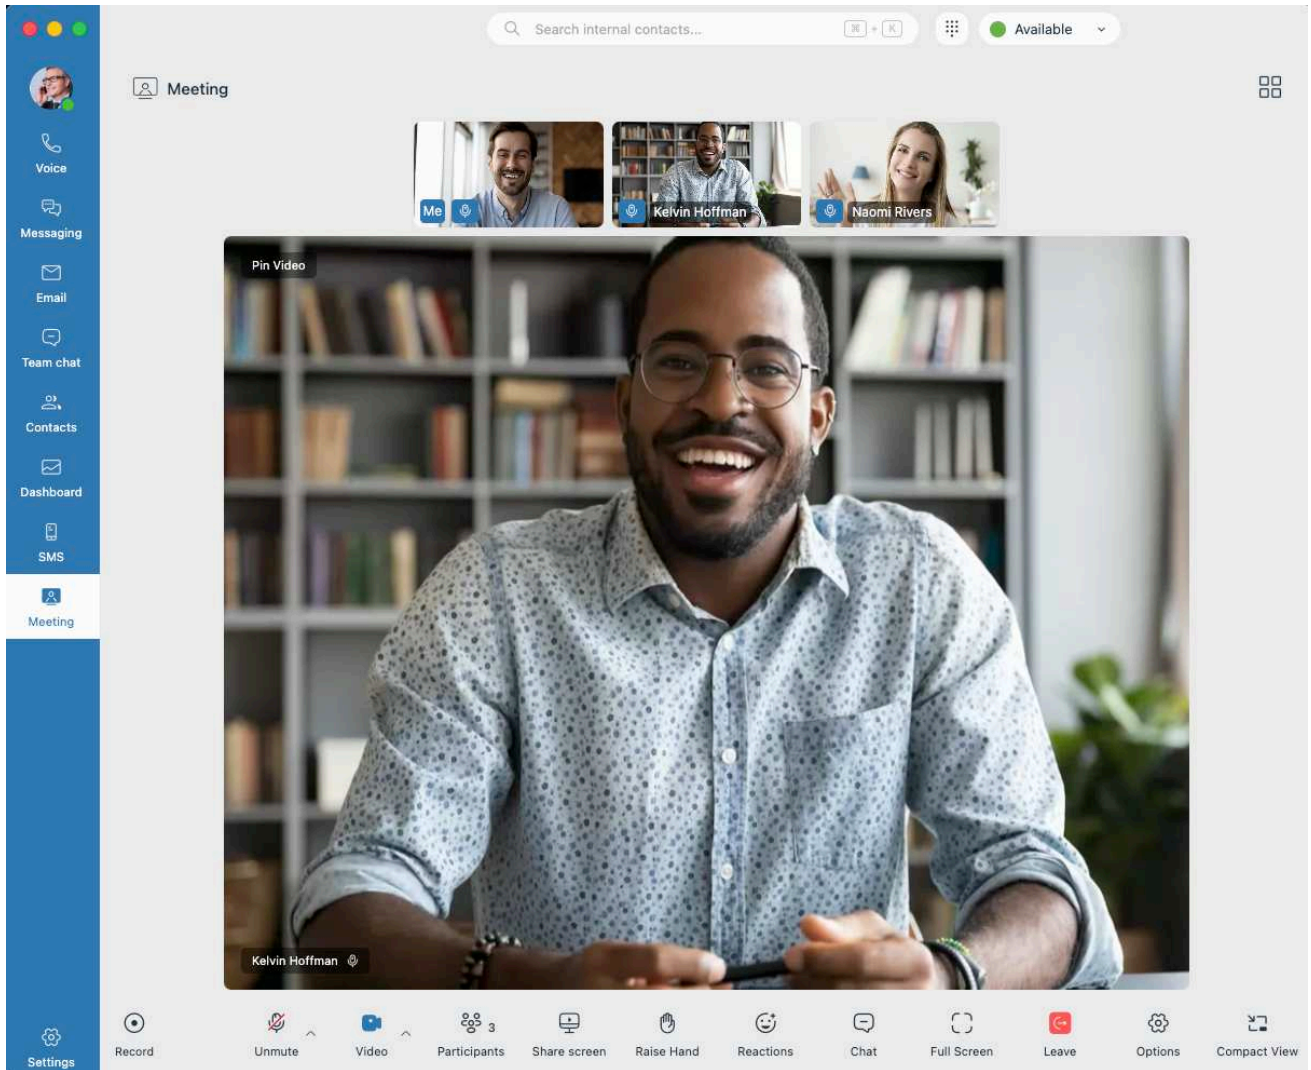 Search internal contacts...
⌘ + K
Available
Meeting
Voice
Messaging
Email
Team chat
Contacts
Dashboard
SMS
Meeting
Settings
Me
Kelvin Hoffman
Naomi Rivers
Pin Video
Kelvin Hoffman
3
Record
Unmute
Video
Participants
Share screen
Raise Hand
Reactions
Chat
Full Screen
Leave
Options
Compact View